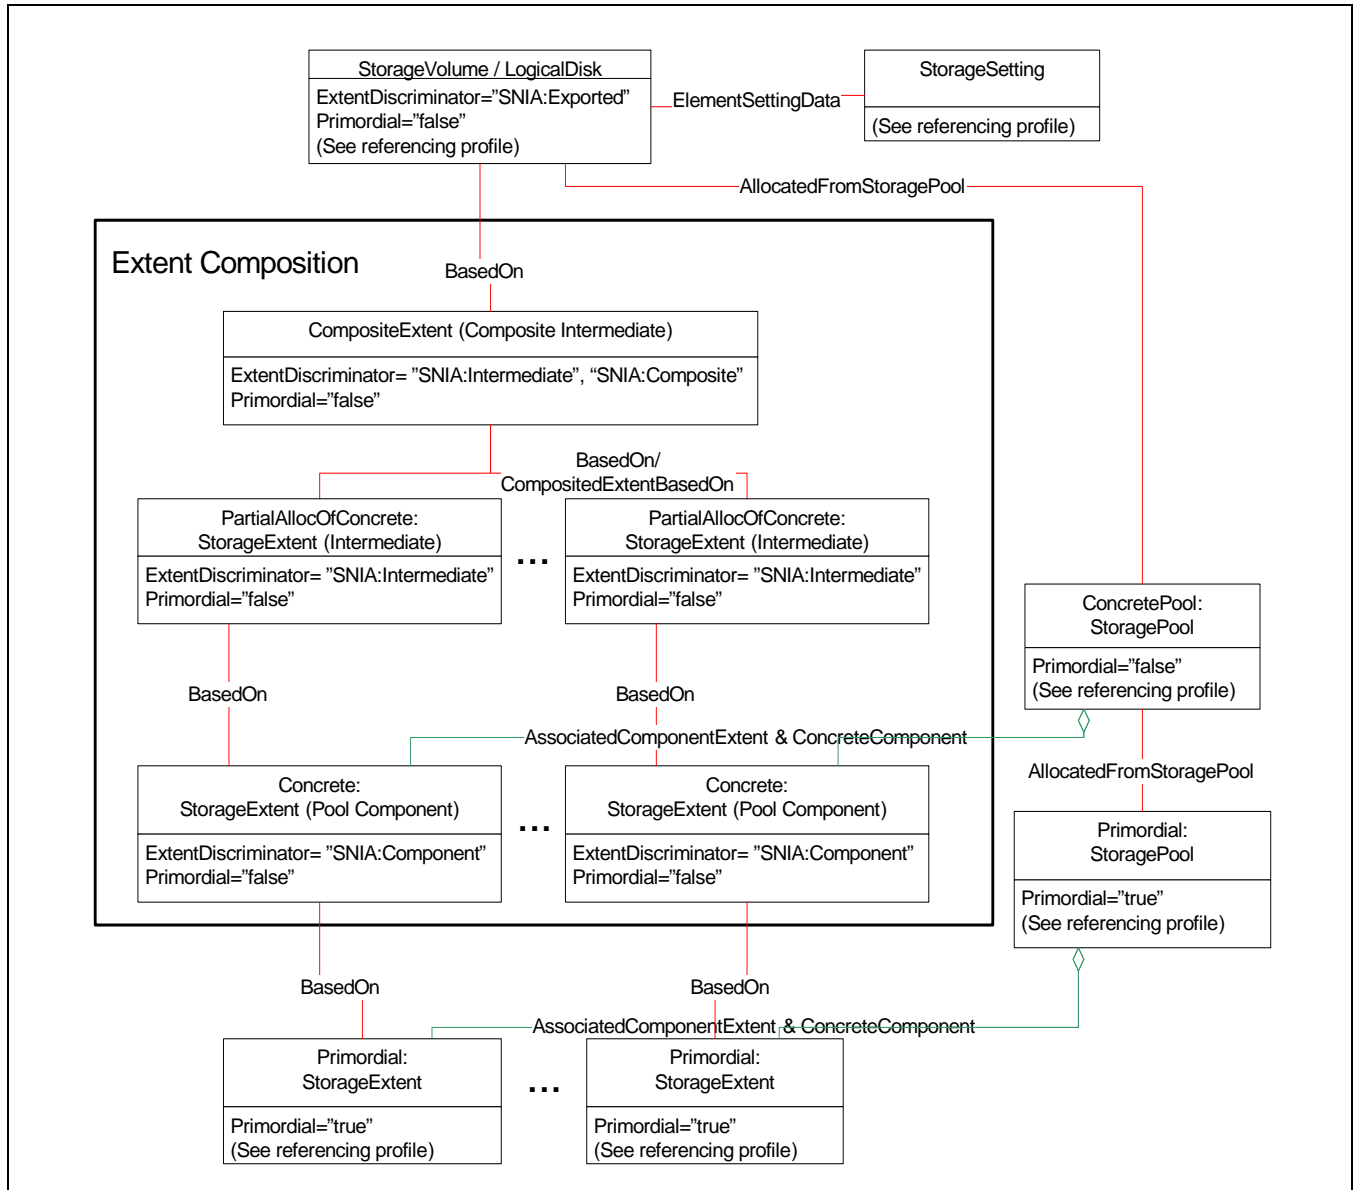 StorageVolume / LogicalDisk
ExtentDiscriminator=”SNIA:Exported”
Primordial=”false”
(See referencing profile)
ElementSettingData
StorageSetting
(See referencing profile)
AllocatedFromStoragePool
Extent Composition
BasedOn
CompositeExtent (Composite Intermediate)
ExtentDiscriminator= ”SNIA:Intermediate”, “SNIA:Composite”
Primordial=”false”
BasedOn/
CompositedExtentBasedOn
PartialAllocOfConcrete:
StorageExtent (Intermediate)
ExtentDiscriminator= ”SNIA:Intermediate”
Primordial=”false”
...
PartialAllocOfConcrete:
StorageExtent (Intermediate)
ExtentDiscriminator= ”SNIA:Intermediate”
Primordial=”false”
ConcretePool:
StoragePool
Primordial=”false”
(See referencing profile)
BasedOn
BasedOn
AssociatedComponentExtent & ConcreteComponent
AllocatedFromStoragePool
Concrete:
StorageExtent (Pool Component)
ExtentDiscriminator= ”SNIA:Component”
Primordial=”false”
...
Concrete:
StorageExtent (Pool Component)
ExtentDiscriminator= ”SNIA:Component”
Primordial=”false”
Primordial:
StoragePool
Primordial=”true”
(See referencing profile)
BasedOn
BasedOn
AssociatedComponentExtent & ConcreteComponent
Primordial:
StorageExtent
Primordial=”true”
(See referencing profile)
...
Primordial:
StorageExtent
Primordial=”true”
(See referencing profile)